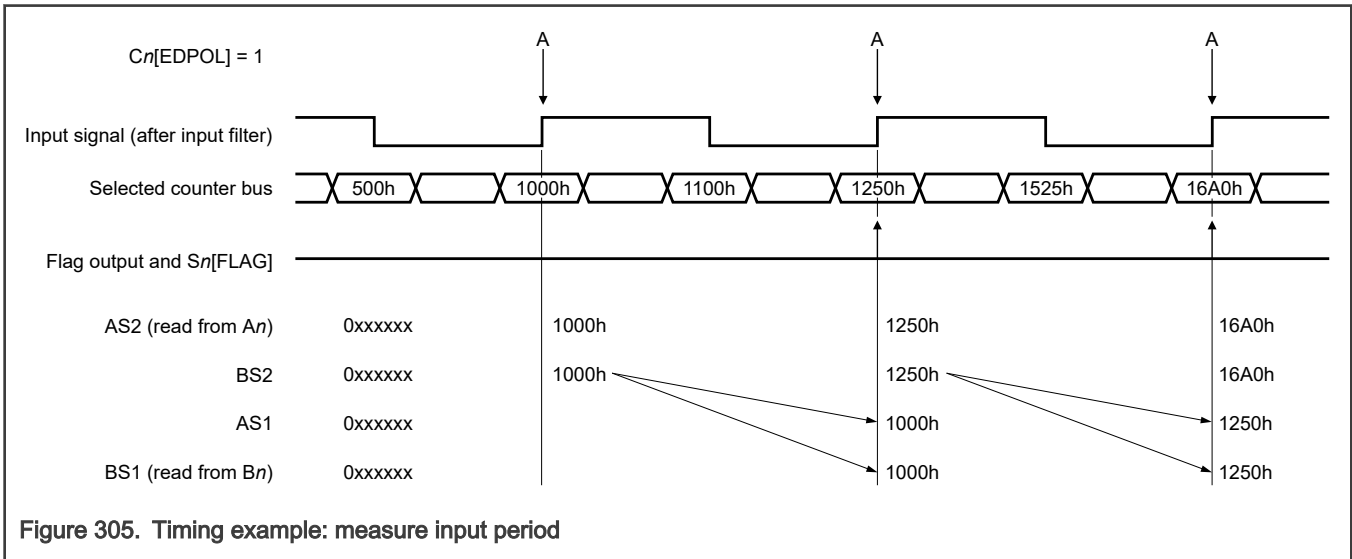 A A A
Cn[EDPOL] = 1
Input signal (after input filter)
Selected counter bus 500h 1000h 1100h 1250h 1525h 16A0h
Flag output and Sn[FLAG]
AS2 (read from An) 0xxxxxx 1000h 1250h 16A0h
BS2 0xxxxxx 1000h 1250h 16A0h
AS1 0xxxxxx 1000h 1250h
BS1 (read from Bn) 0xxxxxx 1000h 1250h
Figure 305. Timing example: measure input period